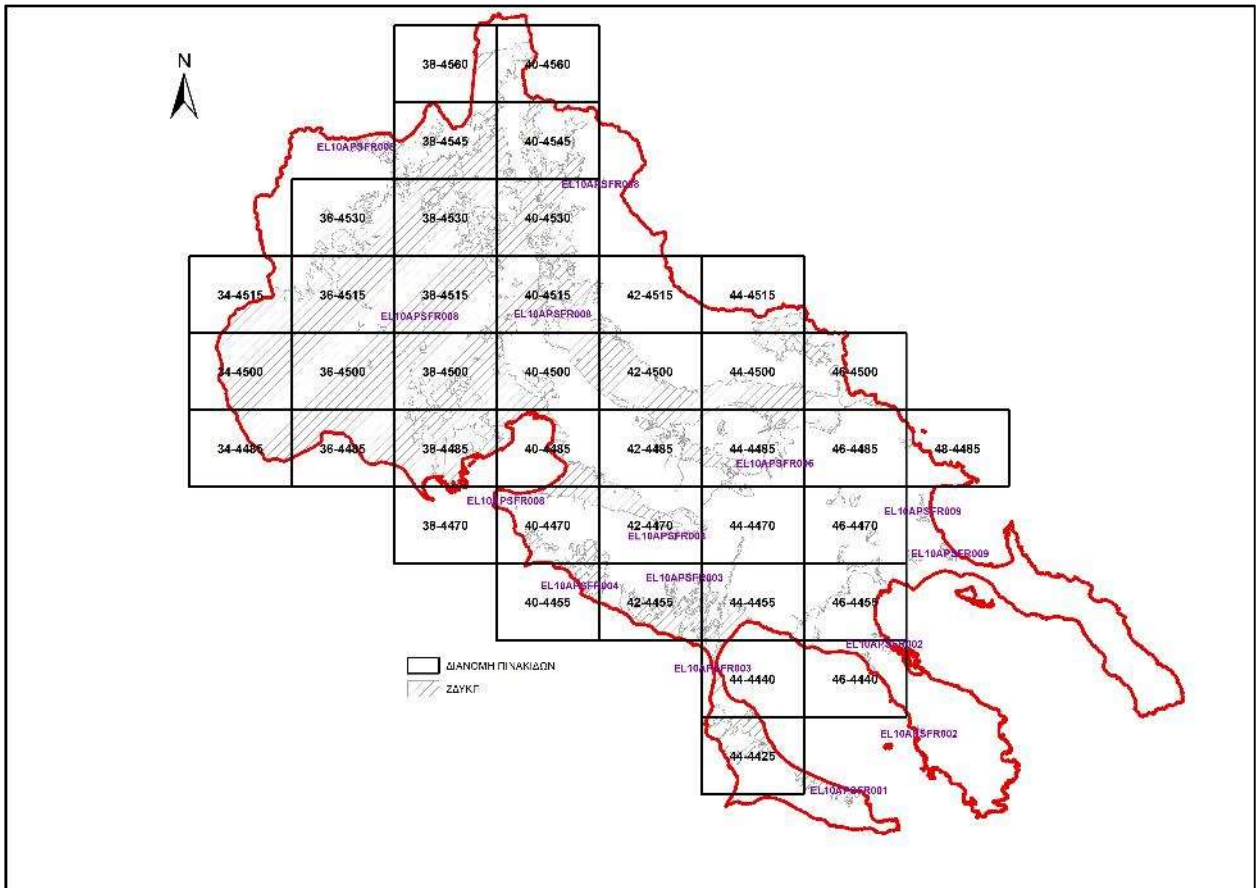 N
38-4560 40-4560
38-4545 40-4545
EL10APSFR008
EL10APSFR008
36-4530 38-4530 40-4530
34-4515 36-4515 38-4515 40-4515 42-4515 44-4515
EL10APSFR008 EL10APSFR008
34-4500 36-4500 38-4500 40-4500 42-4500 44-4500 46-4500
34-4485 36-4485 38-4485 40-4485 42-4485 44-4485 46-4485 48-4485
EL10APSFR008
EL10APSFR009
38-4470 40-4470 42-4470 44-4470 46-4470
EL10APSFR003
EL10APSFR009
EL10APSFR003
EL10APSFR004
40-4455 42-4455 44-4455 46-4455
EL10APSFR002
ΔΙΑΝΟΜΗ ΠΙΝΑΚΙΔΩΝ
EL10APSFR003
44-4440 46-4440
ΖΔΥΚΠ
EL10APSFR002
44-4425
EL10APSFR001